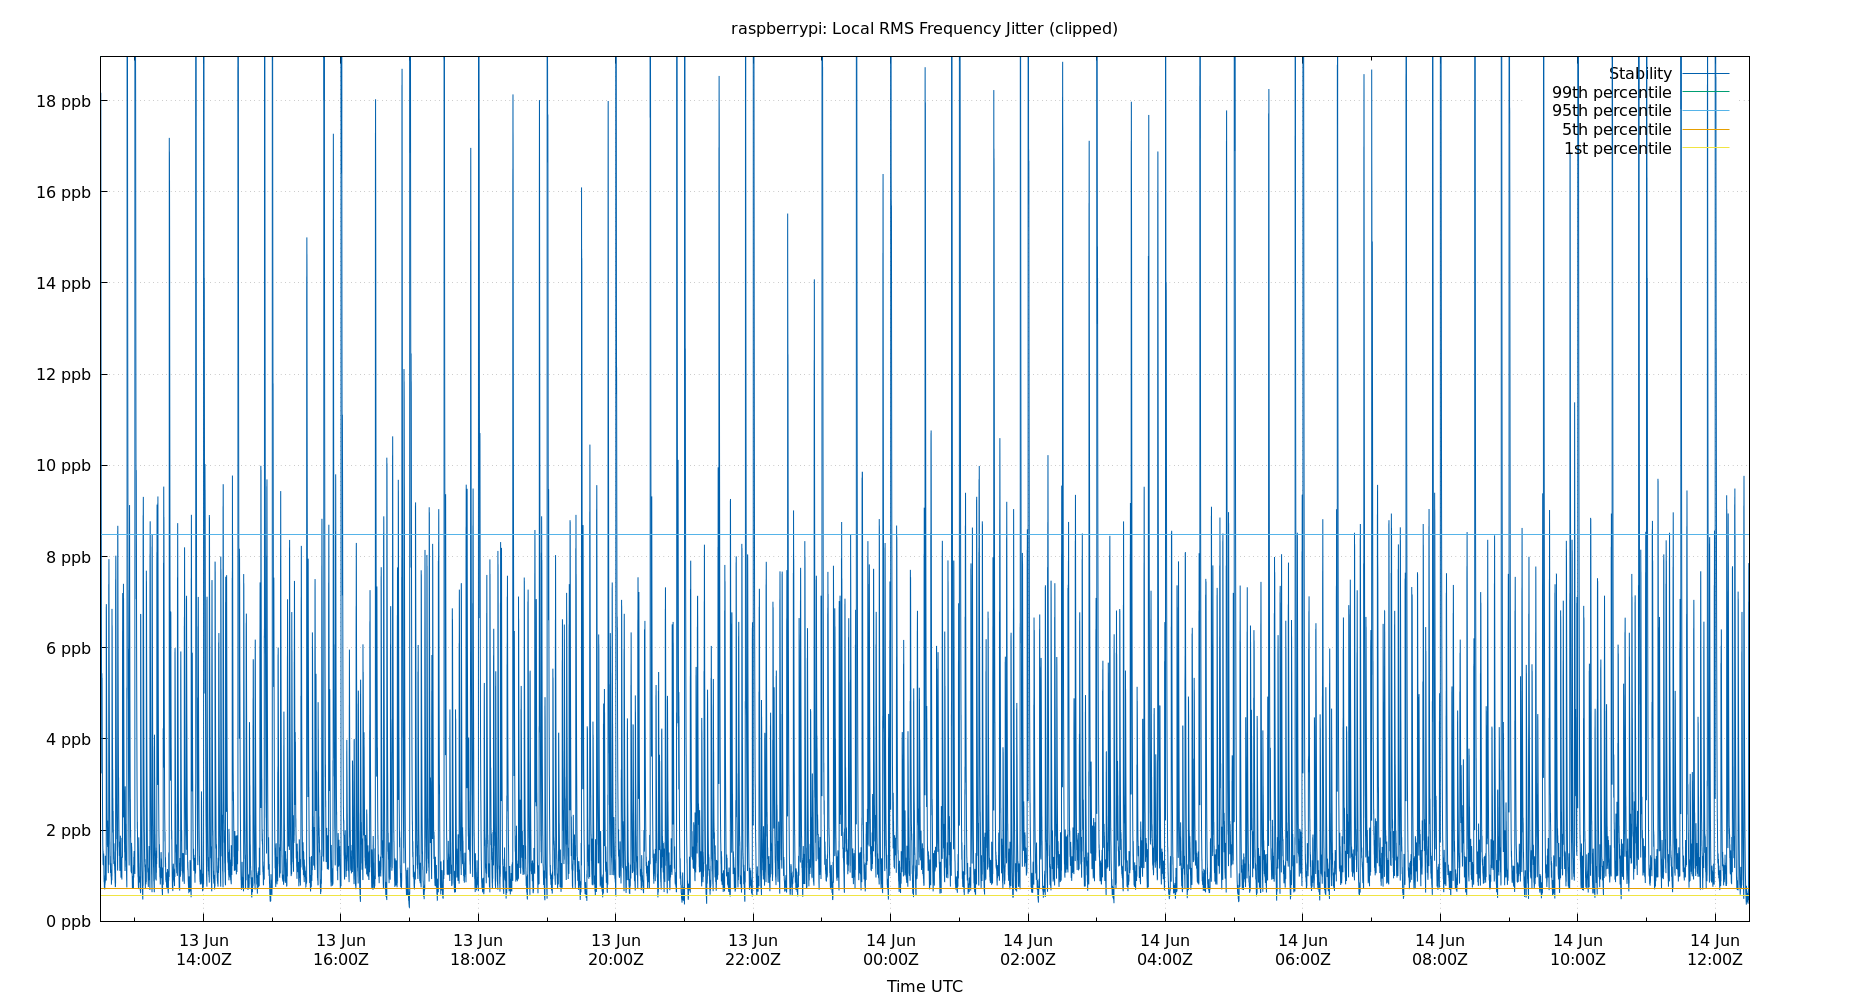 raspberrypi: Local RMS Frequency Jitter (clipped)
Stability
99th percentile
95th percentile
5th percentile
1st percentile
18 ppb
16 ppb
14 ppb
12 ppb
10 ppb
8 ppb
6 ppb
4 ppb
2 ppb
0 ppb
13 Jun 13 Jun 13 Jun 13 Jun 13 Jun 14 Jun 14 Jun 14 Jun 14 Jun 14 Jun 14 Jun 14 Jun
14:00Z 16:00Z 18:00Z 20:00Z 22:00Z 00:00Z 02:00Z 04:00Z 06:00Z 08:00Z 10:00Z 12:00Z
Time UTC